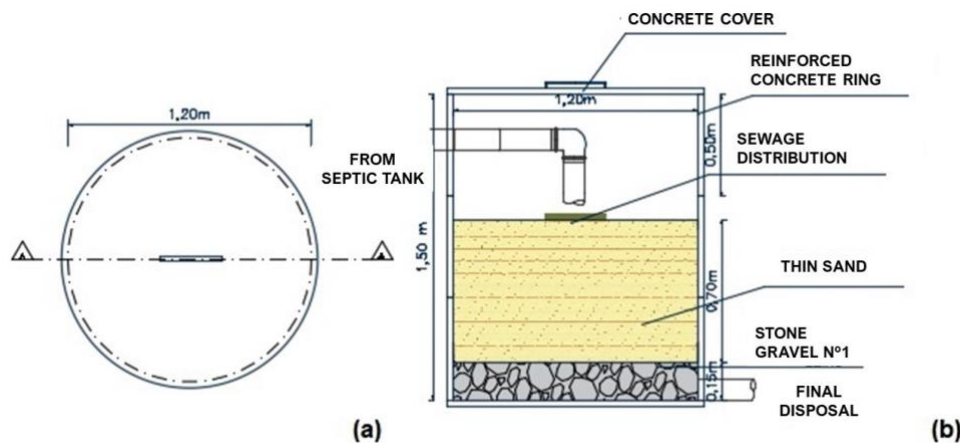 1,20m
(a)
CONCRETE COVER
REINFORCED
CONCRETE RING
1,20m
0,50m
FROM
SEPTIC TANK
SEWAGE
DISTRIBUTION
1,50 m
THIN SAND
0,70m
STONE
GRAVEL Nº1
0,15m
FINAL
DISPOSAL
(b)